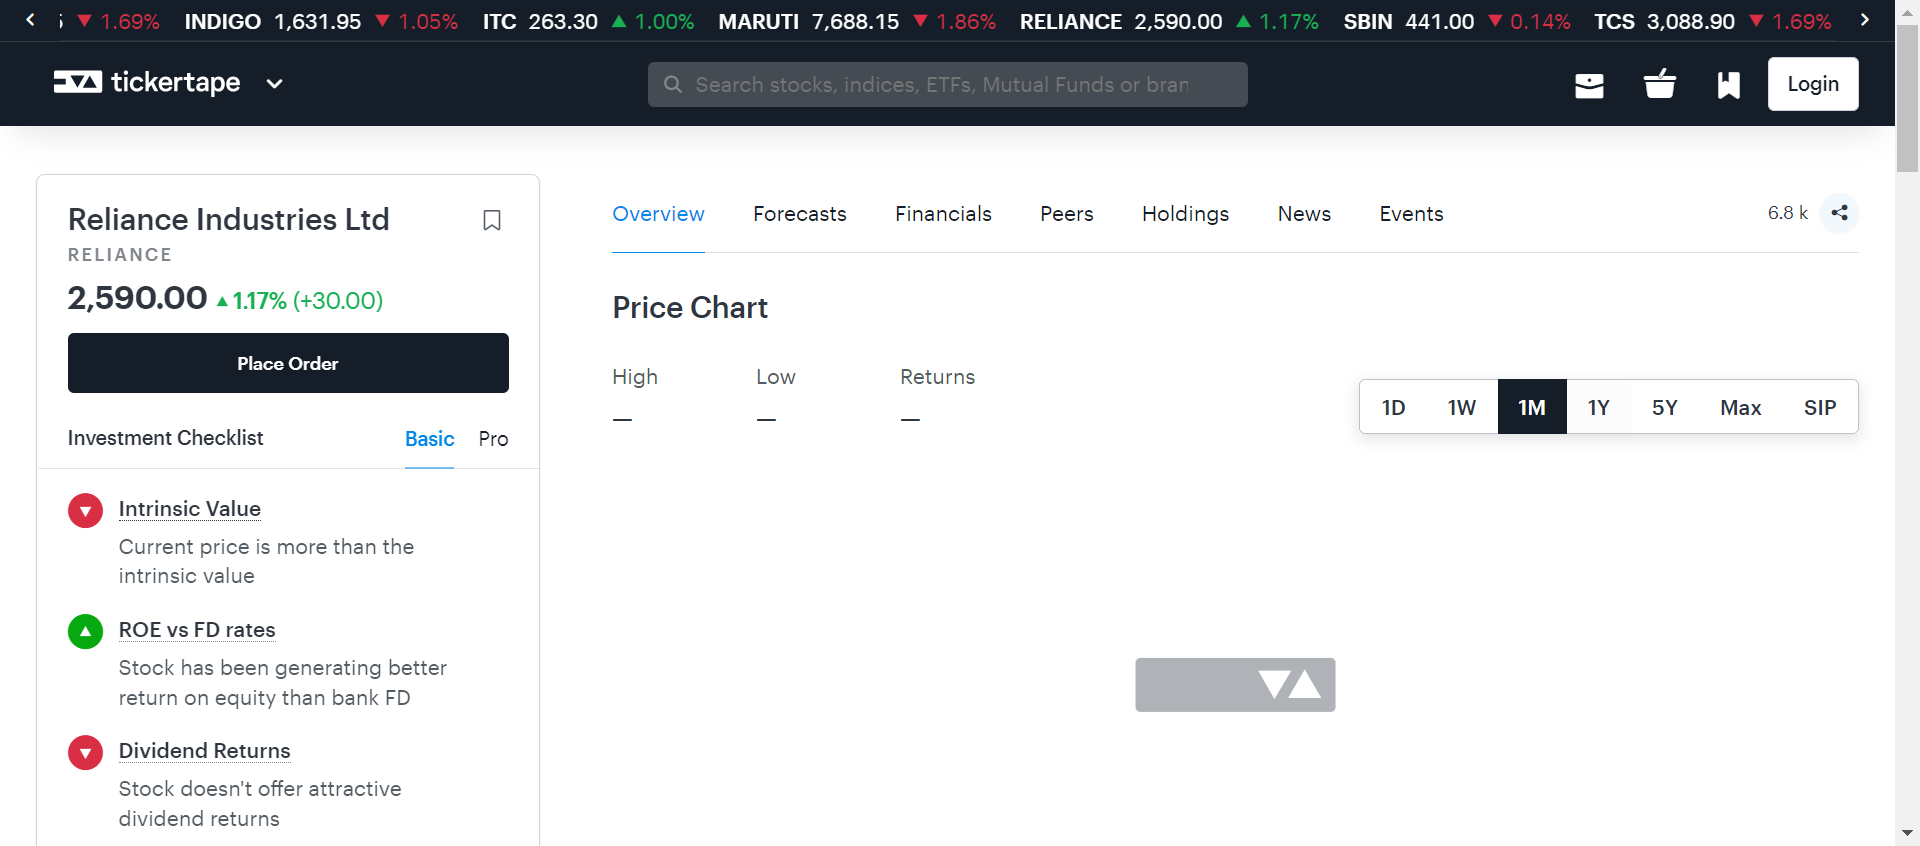 1.69% INDIGO 1,631.95 1.05% ITC 263.30 1.00% MARUTI 7,688.15 1.86% RELIANCE 2,590.00 1.17% SBIN 441.00 0.14% TCS 3,088.90 1.69%
tickertape
Search stocks, indices, ETFs, Mutual Funds or bran
Login
Reliance Industries Ltd
RELIANCE
2,590.00 1.17% (+30.00)
Place Order
Investment Checklist Basic Pro
Intrinsic Value
Current price is more than the
intrinsic value
ROE vs FD rates
Stock has been generating better
return on equity than bank FD
Dividend Returns
Stock doesn't offer attractive
dividend returns
Overview Forecasts Financials Peers Holdings News Events 6.8 k
Price Chart
High Low Returns
— — —
1D 1W 1M 1Y 5Y Max SIP